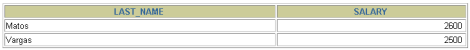 LAST_NAME SALARY
Matos 2600
Vargas 2500